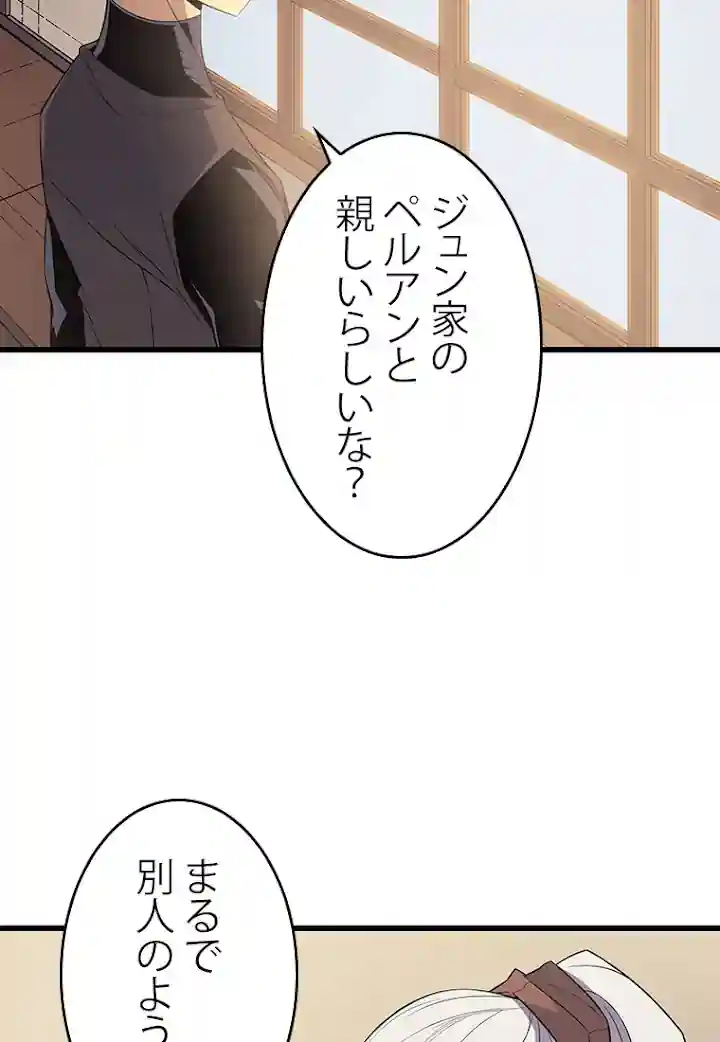 ジュン家の
ペルアンと
親しいらしいな?
まるで
別人のよう